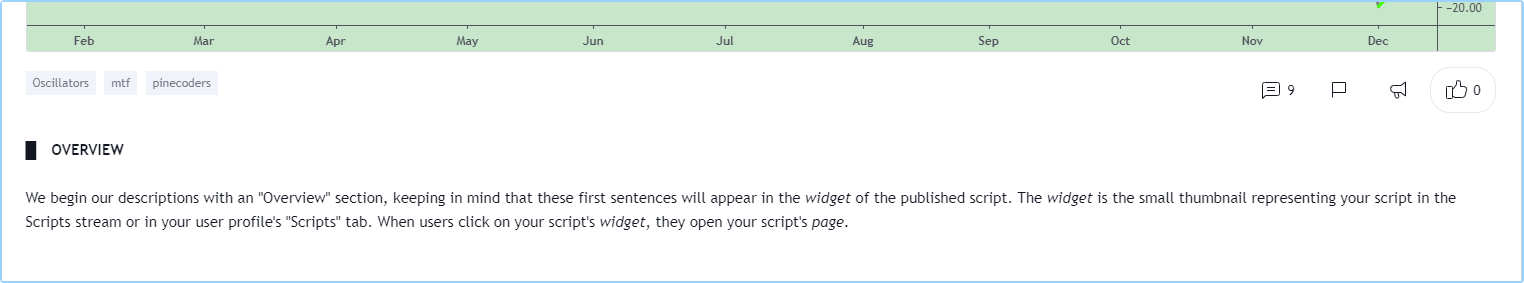 −20.00
Feb Mar Apr May Jun Jul Aug Sep Oct Nov Dec
Oscillators mtf pinecoders 9 0
OVERVIEW
We begin our descriptions with an "Overview" section, keeping in mind that these first sentences will appear in the widget of the published script. The widget is the small thumbnail representing your script in the
Scripts stream or in your user profile's "Scripts" tab. When users click on your script's widget, they open your script's page.